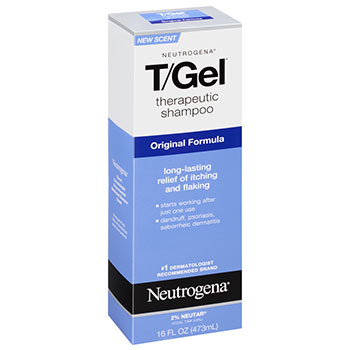 NEW SCENT
NEUTROGENA®
T/Gel®
therapeutic
shampoo
Original Formula
long-lasting
relief of itching
and flaking
starts working after
just one use
dandruff, psoriasis,
seborrheic dermatitis
#1 DERMATOLOGIST
RECOMMENDED BRAND
Neutrogena®
2% NEUTAR®
16 FL OZ (473mL)